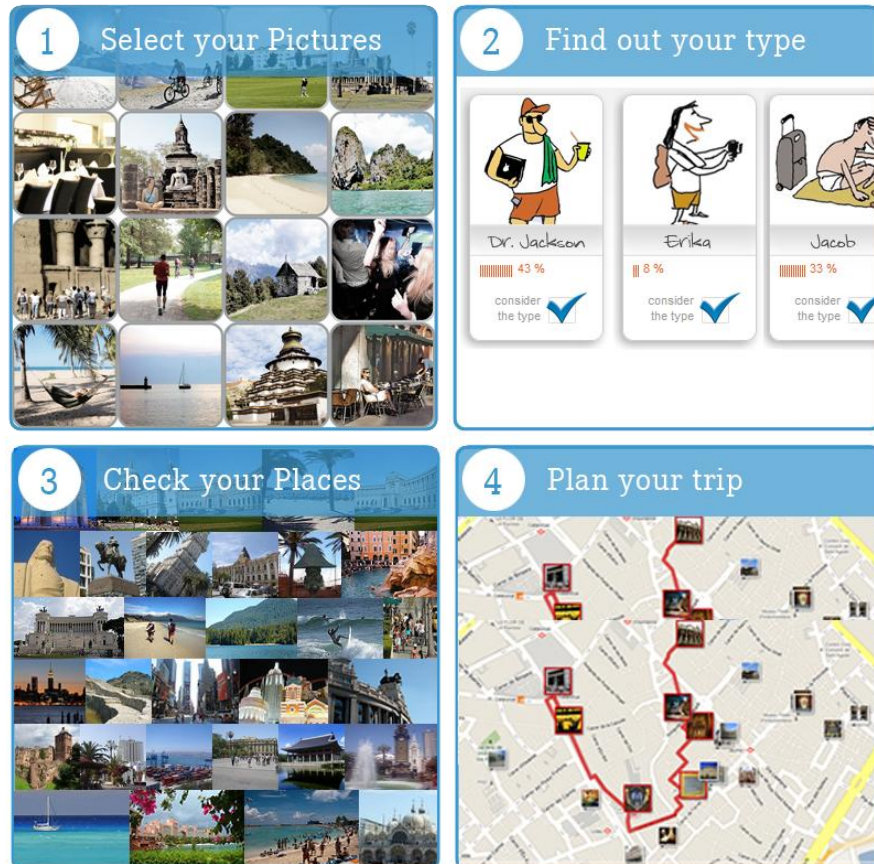 1 Select your Pictures
2 Find out your type
Dr. Jackson
43 %
consider
the type
Erika
8 %
consider
the type
Jacob
33 %
consider
the type
3 Check your Places
4 Plan your trip